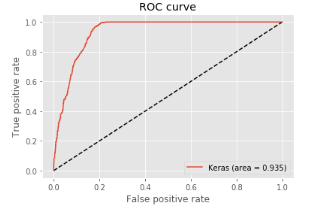 ROC curve
1.0
0.8
0.6
0.4
0.2
0.0
True positive rate
Keras (area = 0.935)
0.0 0.2 0.4 0.6 0.8 1.0
False positive rate